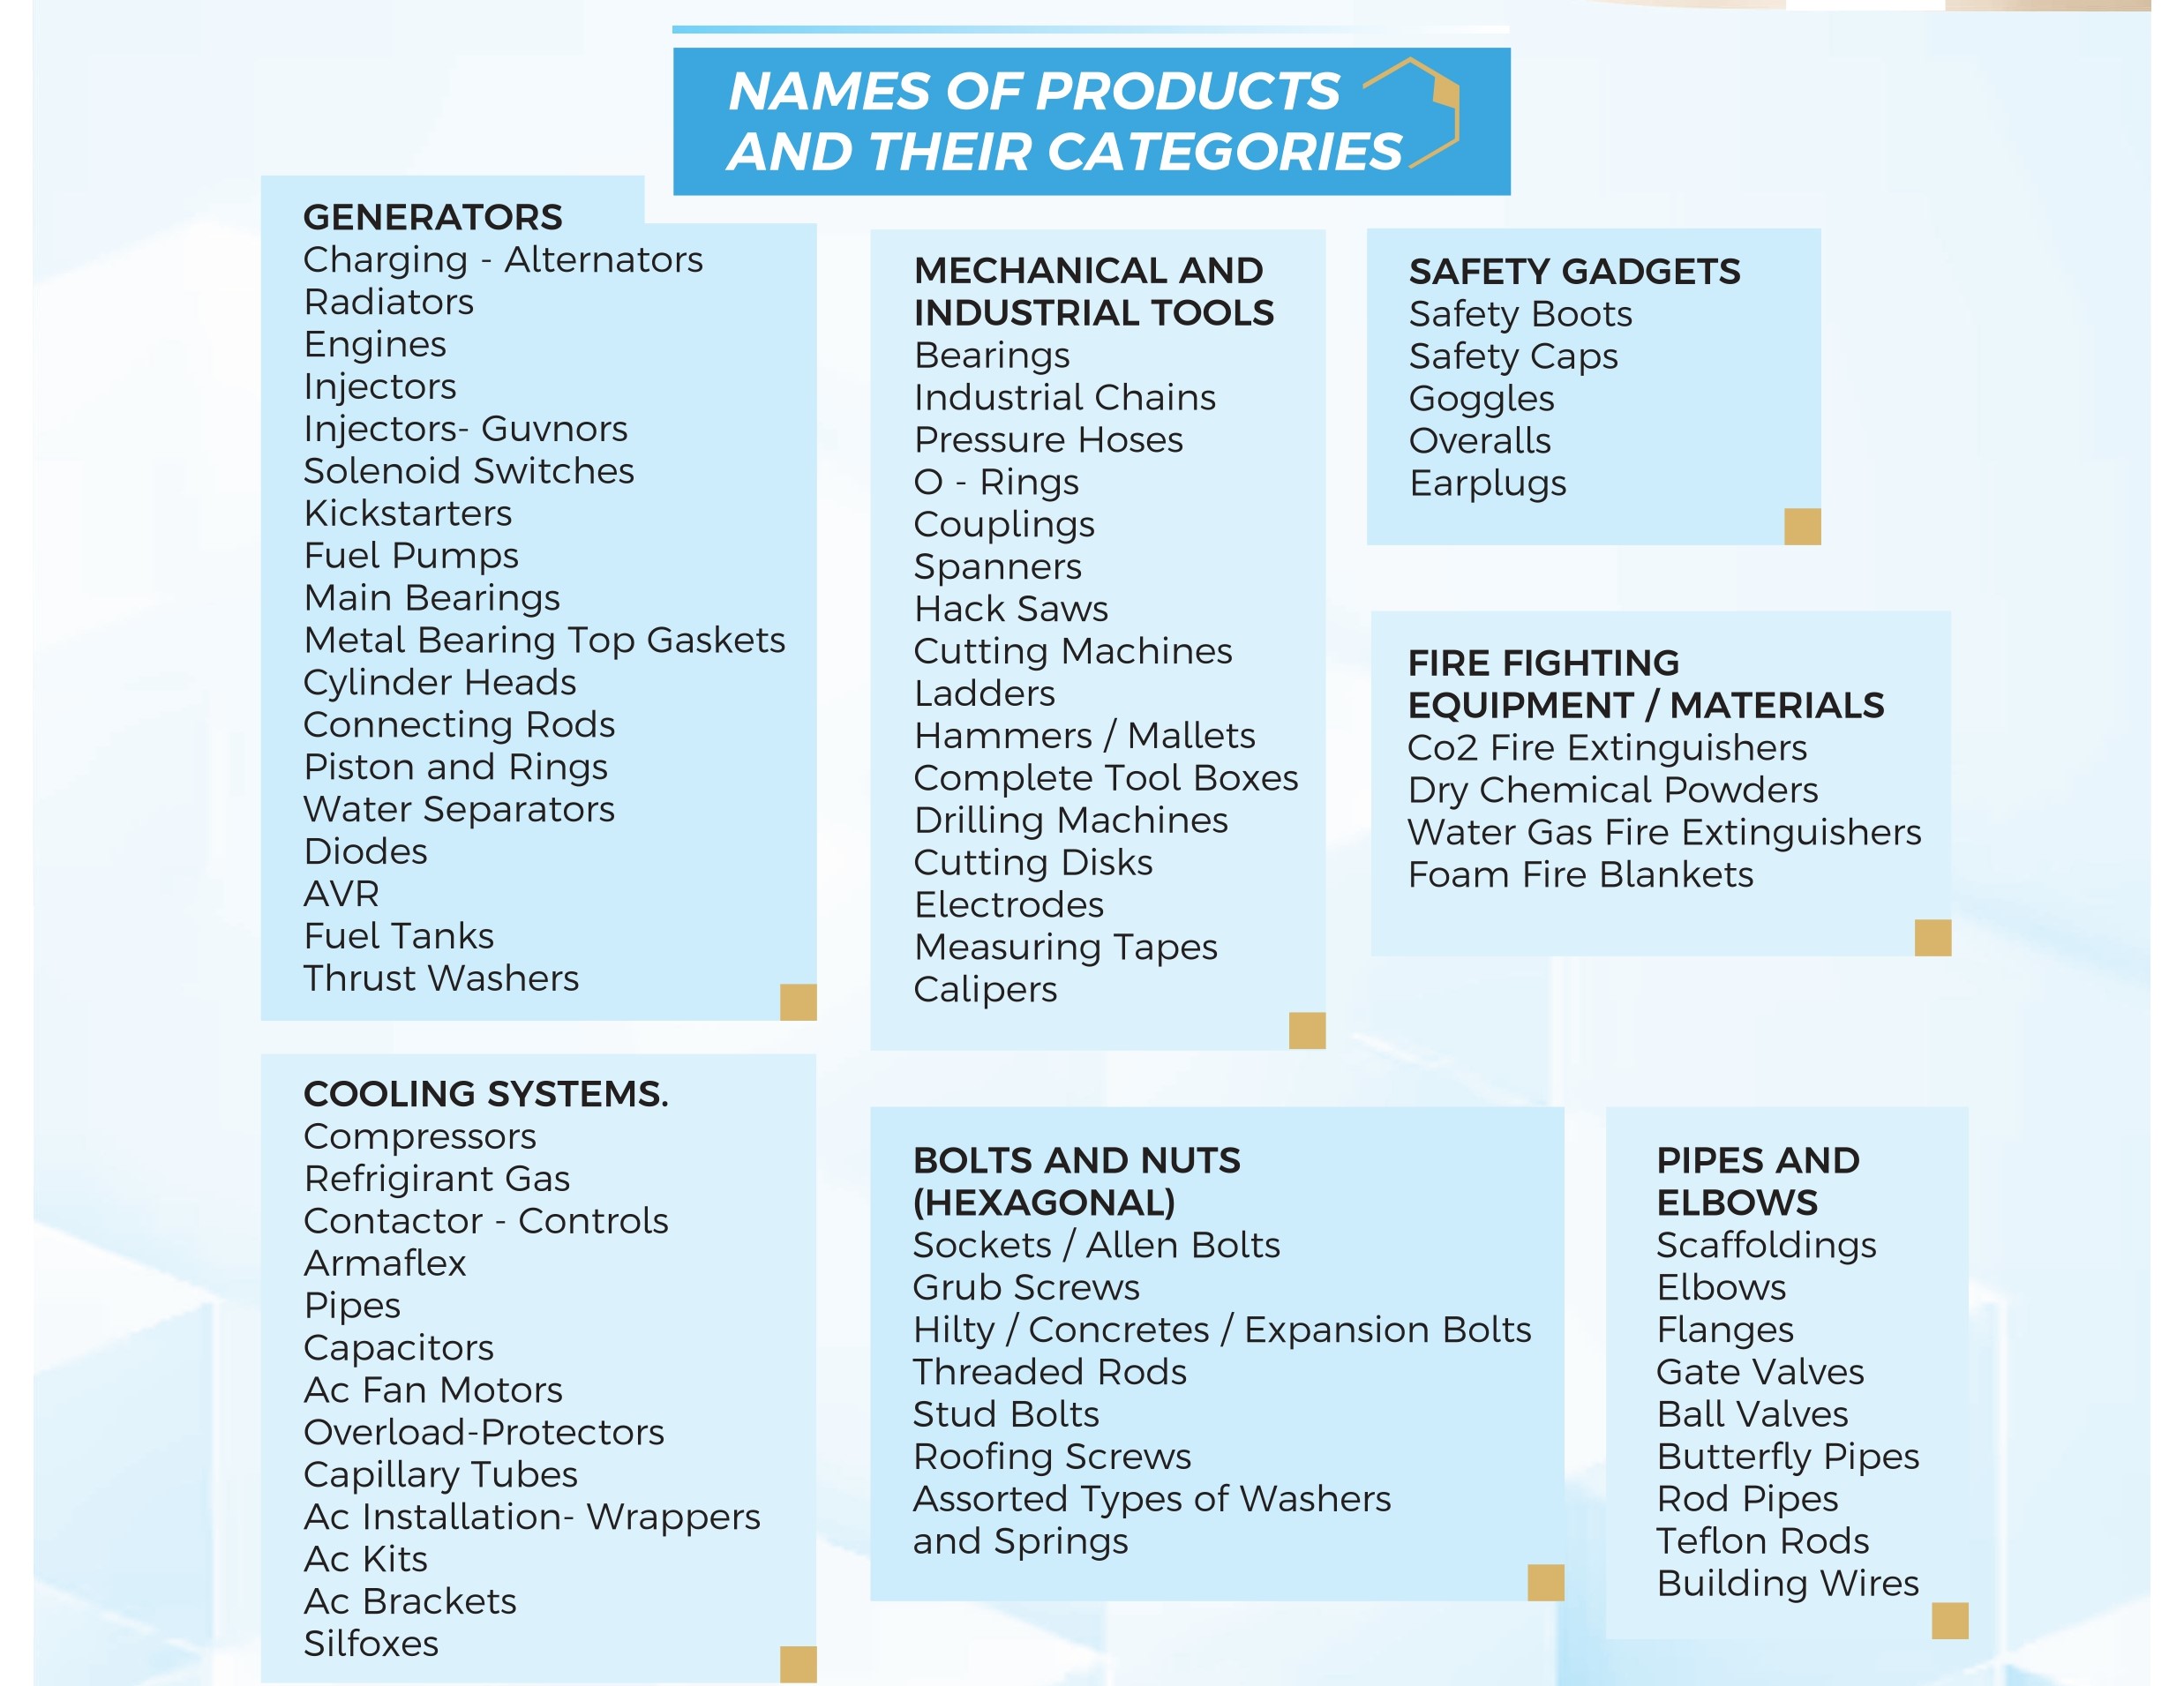 NAMES OF PRODUCTS
AND THEIR CATEGORIES
GENERATORS
Charging - Alternators
Radiators
Engines
Injectors
Injectors- Guvnors
Solenoid Switches
Kickstarters
Fuel Pumps
Main Bearings
Metal Bearing Top Gaskets
Cylinder Heads
Connecting Rods
Piston and Rings
Water Separators
Diodes
AVR
Fuel Tanks
Thrust Washers
COOLING SYSTEMS.
Compressors
Refrigirant Gas
Contactor - Controls
Armaflex
Pipes
Capacitors
Ac Fan Motors
Overload-Protectors
Capillary Tubes
Ac Installation- Wrappers
Ac Kits
Ac Brackets
Silfoxes
MECHANICAL AND
INDUSTRIAL TOOLS
Bearings
Industrial Chains
Pressure Hoses
O - Rings
Couplings
Spanners
Hack Saws
Cutting Machines
Ladders
Hammers / Mallets
Complete Tool Boxes
Drilling Machines
Cutting Disks
Electrodes
Measuring Tapes
Calipers
SAFETY GADGETS
Safety Boots
Safety Caps
Goggles
Overalls
Earplugs
FIRE FIGHTING
EQUIPMENT / MATERIALS
Co2 Fire Extinguishers
Dry Chemical Powders
Water Gas Fire Extinguishers
Foam Fire Blankets
BOLTS AND NUTS
(HEXAGONAL)
Sockets / Allen Bolts
Grub Screws
Hilty / Concretes / Expansion Bolts
Threaded Rods
Stud Bolts
Roofing Screws
Assorted Types of Washers
and Springs
PIPES AND
ELBOWS
Scaffoldings
Elbows
Flanges
Gate Valves
Ball Valves
Butterfly Pipes
Rod Pipes
Teflon Rods
Building Wires